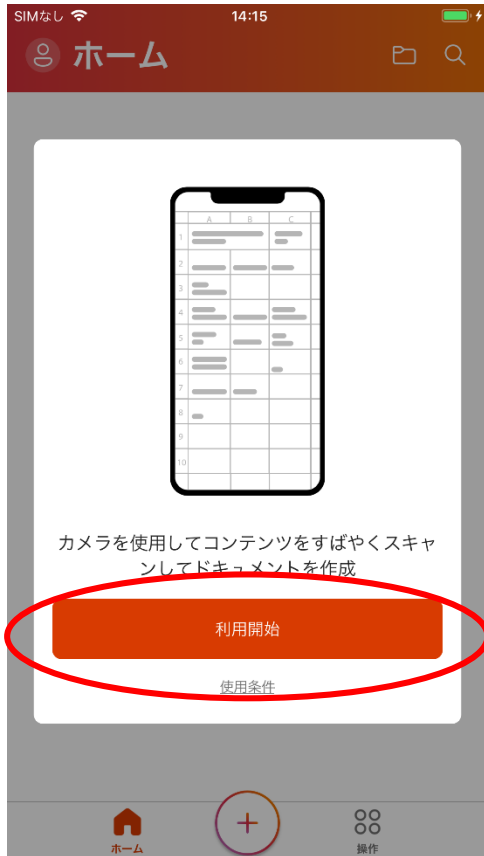 SIMなし 14:15
ホーム
A B C
1
2
3
4
5
6
7
8
9
10
カメラを使用してコンテンツをすばやくスキャ
ンしてドキュメントを作成
利用開始
使用条件
ホーム
操作